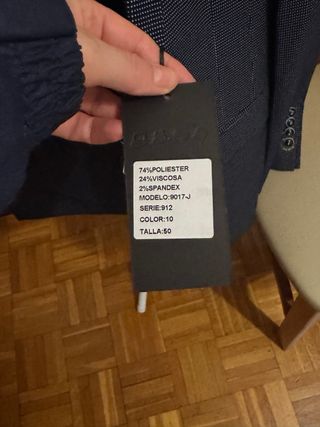 74%POLIESTER
24%VISCOSA
2%SPANDEX
MODELO:9017-J
SERIE:912
COLOR:10
TALLA:50